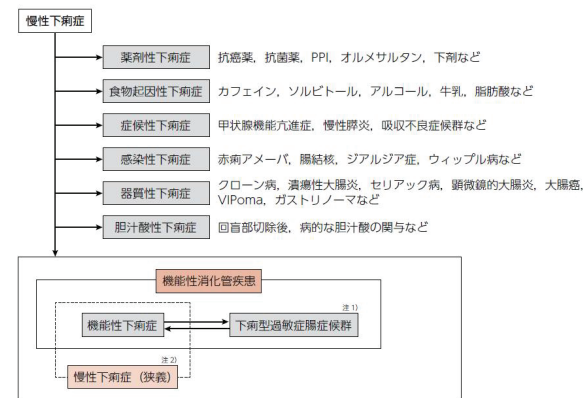 慢性下痢症
薬剤性下痢症 抗癌薬，抗菌薬，PPI，オルメサルタン，下剤など
食物起因性下痢症 カフェイン，ソルビトール，アルコール，牛乳，脂肪酸など
症候性下痢症 甲状腺機能亢進症，慢性膵炎，吸収不良症候群など
感染性下痢症 赤痢アメーバ，腸結核，ジアルジア症，ウィップル病など
器質性下痢症 クローン病，潰瘍性大腸炎，セリアック病，顕微鏡的大腸炎，大腸癌，
VIPoma，ガストリノーマなど
胆汁酸性下痢症 回盲部切除後，病的な胆汁酸の関与など
機能性消化管疾患
注1)
機能性下痢症 下痢型過敏症腸症候群
注2)
慢性下痢症（狭義）